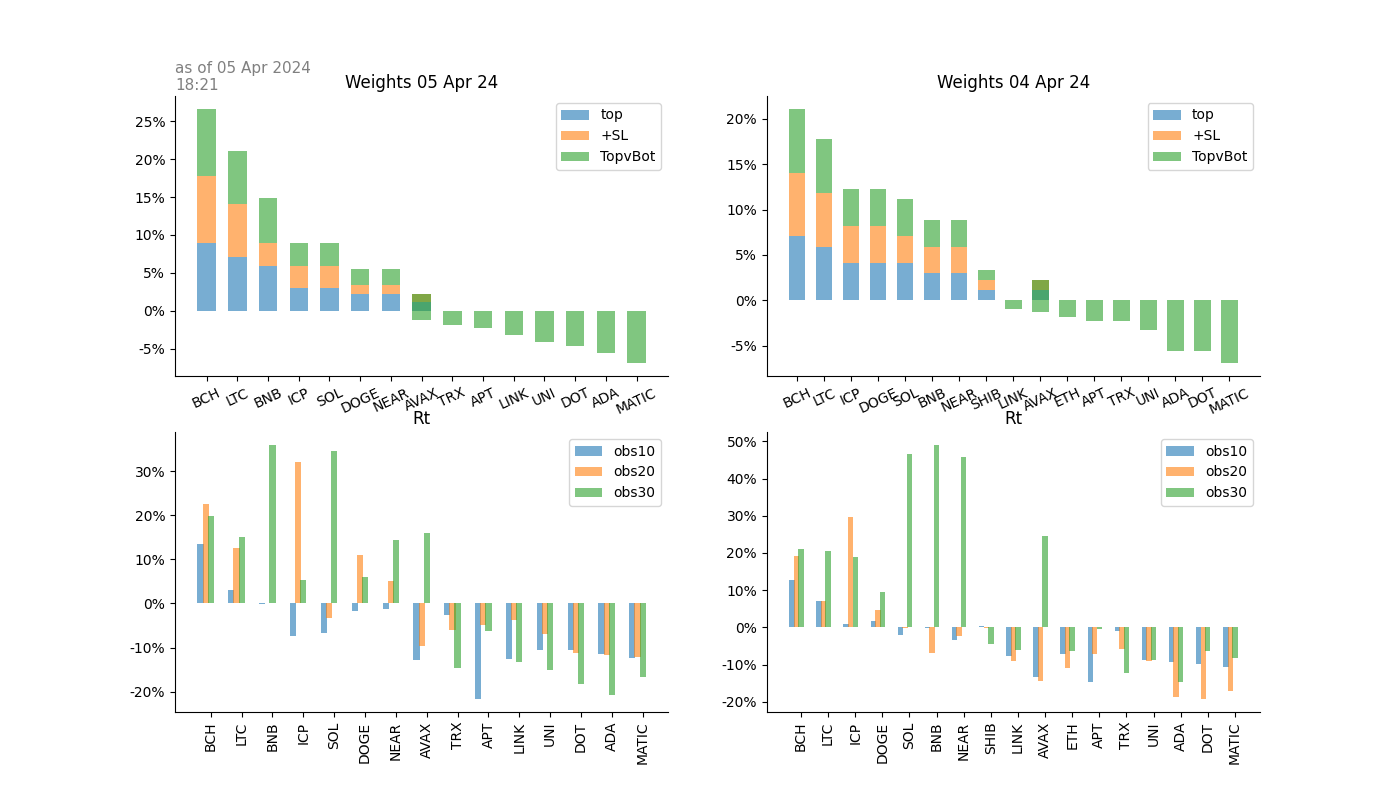 as of 05 Apr 2024
18:21
Weights 05 Apr 24
25%
20%
15%
10%
5%
0%
-5%
top
+SL
TopvBot
BCH LTC BNB ICP SOL DOGE NEAR AVAX TRX APT LINK UNI DOT ADA MATIC
Weights 04 Apr 24
20%
15%
10%
5%
0%
-5%
top
+SL
TopvBot
BCH LTC ICP DOGE SOL BNB NEAR SHIB LINK AVAX ETH APT TRX UNI ADA DOT MATIC
Rt
30%
20%
10%
0%
-10%
-20%
obs10
obs20
obs30
BCH LTC BNB ICP SOL DOGE NEAR AVAX TRX APT LINK UNI DOT ADA MATIC
Rt
50%
40%
30%
20%
10%
0%
-10%
-20%
obs10
obs20
obs30
BCH LTC ICP DOGE SOL BNB NEAR SHIB LINK AVAX ETH APT TRX UNI ADA DOT MATIC